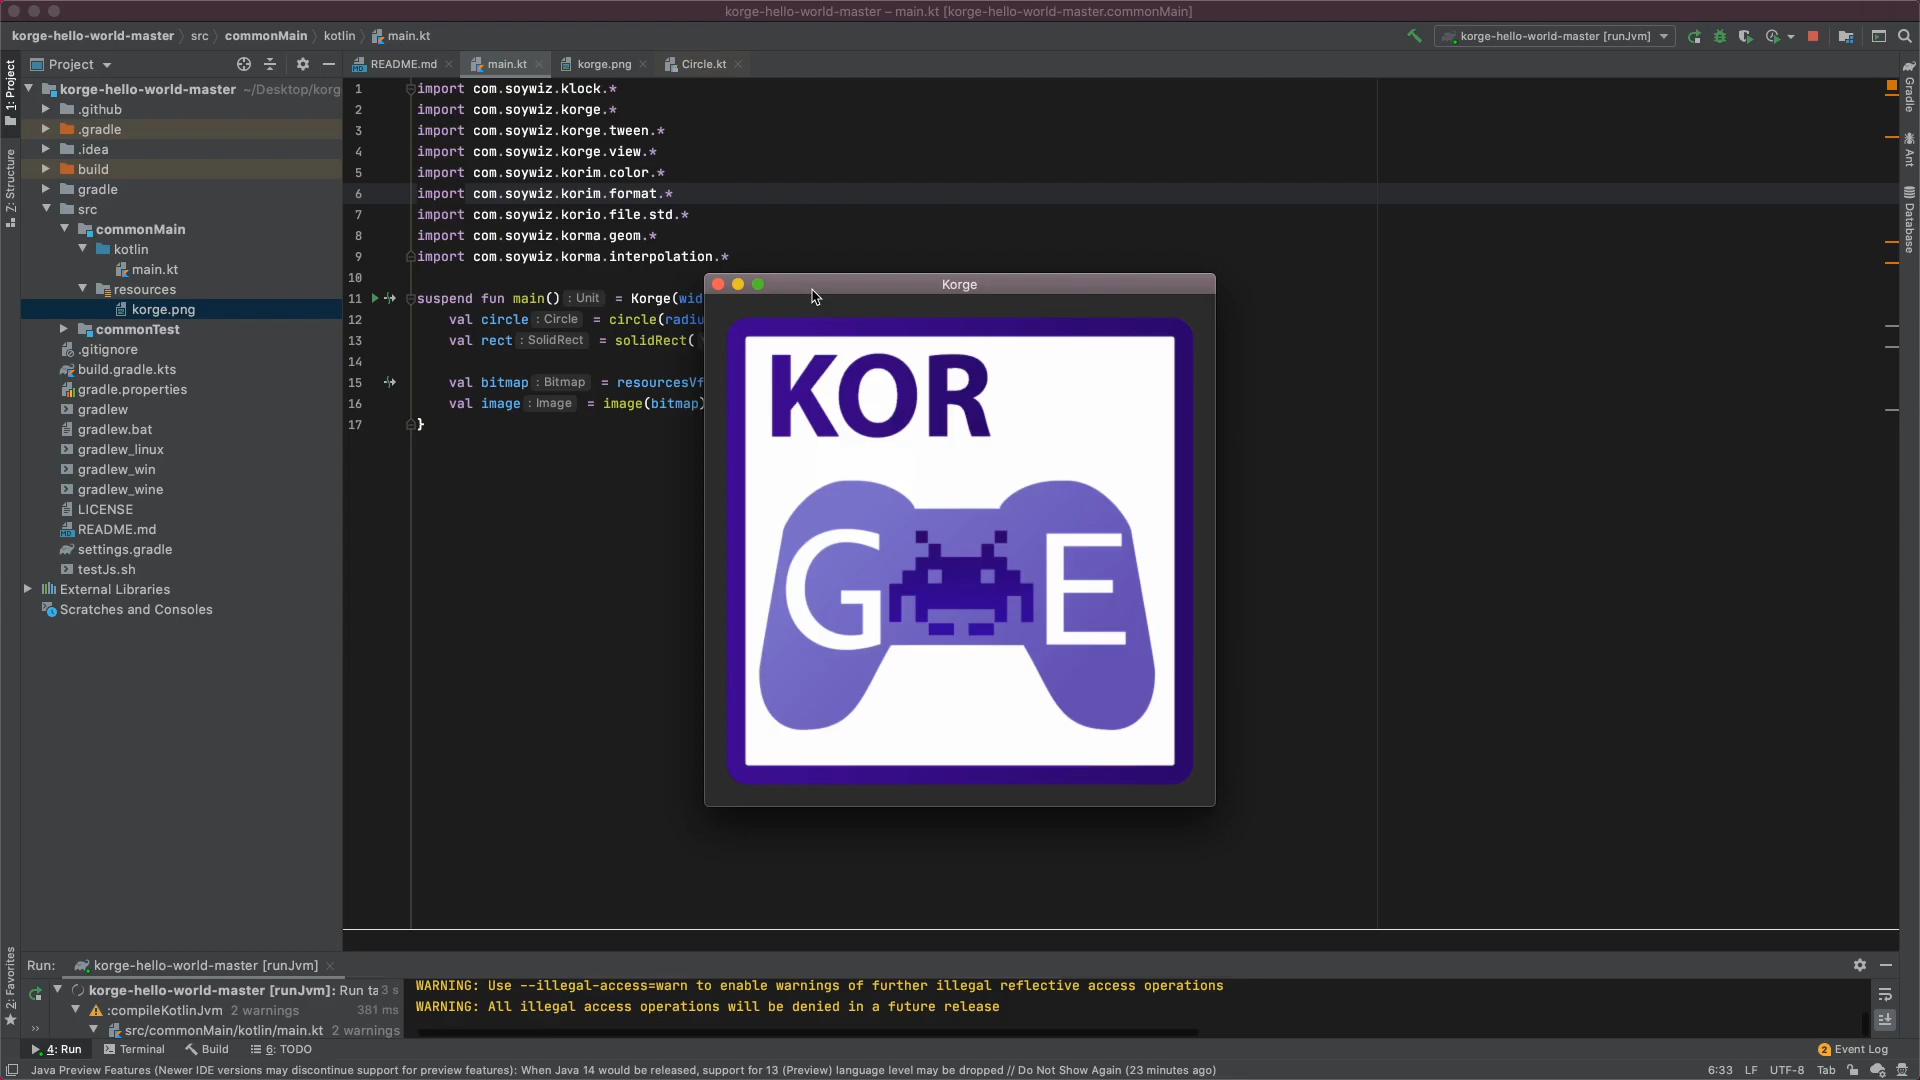 korge-hello-world-master – main.kt [korge-hello-world-master.commonMain]
korge-hello-world-master 〉 src 〉 commonMain 〉 kotlin 〉 main.kt
korge-hello-world-master [runJvm]
Project
README.md
main.kt
korge.png
Circle.kt
1: Project
Z: Structure
2: Favorites
Gradle
Ant
Database
korge-hello-world-master ~/Desktop/korg
.github
.gradle
.idea
build
gradle
src
commonMain
kotlin
main.kt
resources
korge.png
commonTest
.gitignore
build.gradle.kts
gradle.properties
gradlew
gradlew.bat
gradlew_linux
gradlew_win
gradlew_wine
LICENSE
README.md
settings.gradle
testJs.sh
External Libraries
Scratches and Consoles
1 import com.soywiz.klock.*
2 import com.soywiz.korge.*
3 import com.soywiz.korge.tween.*
4 import com.soywiz.korge.view.*
5 import com.soywiz.korim.color.*
6 import com.soywiz.korim.format.*
7 import com.soywiz.korio.file.std.*
8 import com.soywiz.korma.geom.*
9 import com.soywiz.korma.interpolation.*
10
11 suspend fun main() : Unit = Korge(wid
12 val circle : Circle = circle(radiu
13 val rect : SolidRect = solidRect(
14
15 val bitmap : Bitmap = resourcesVf
16 val image : Image = image(bitmap)
17 }
Korge
KOR
G E
Run: korge-hello-world-master [runJvm]
korge-hello-world-master [runJvm]: Run ta 3 s
:compileKotlinJvm 2 warnings 381 ms
src/commonMain/kotlin/main.kt 2 warnings
WARNING: Use --illegal-access=warn to enable warnings of further illegal reflective access operations
WARNING: All illegal access operations will be denied in a future release
4: Run
Terminal
Build
6: TODO
2 Event Log
Java Preview Features (Newer IDE versions may discontinue support for preview features): When Java 14 would be released, support for 13 (Preview) language level may be dropped // Do Not Show Again (23 minutes ago)
6:33 LF UTF-8 Tab